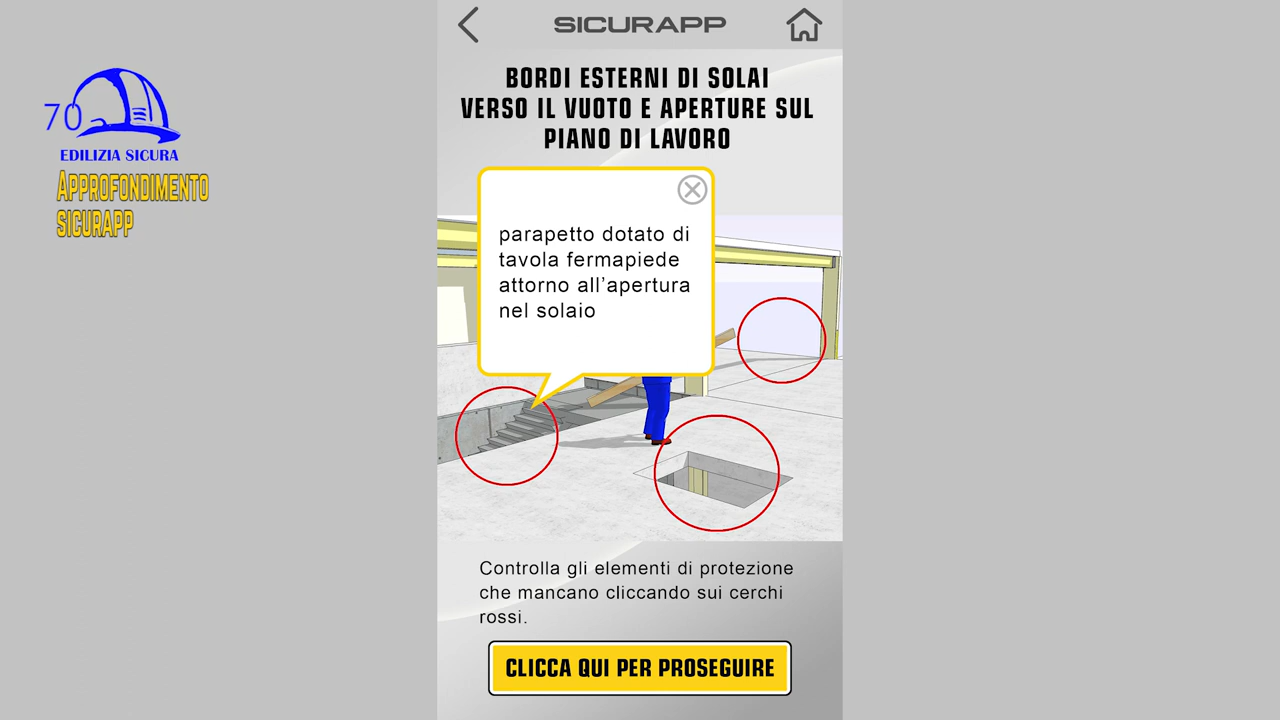 SICURAPP
70
EDILIZIA SICURA
APPROFONDIMENTO
SICURAPP
BORDI ESTERNI DI SOLAI
VERSO IL VUOTO E APERTURE SUL
PIANO DI LAVORO
parapetto dotato di
tavola fermapiede
attorno all'apertura
nel solaio
Controlla gli elementi di protezione
che mancano cliccando sui cerchi
rossi.
CLICCA QUI PER PROSEGUIRE